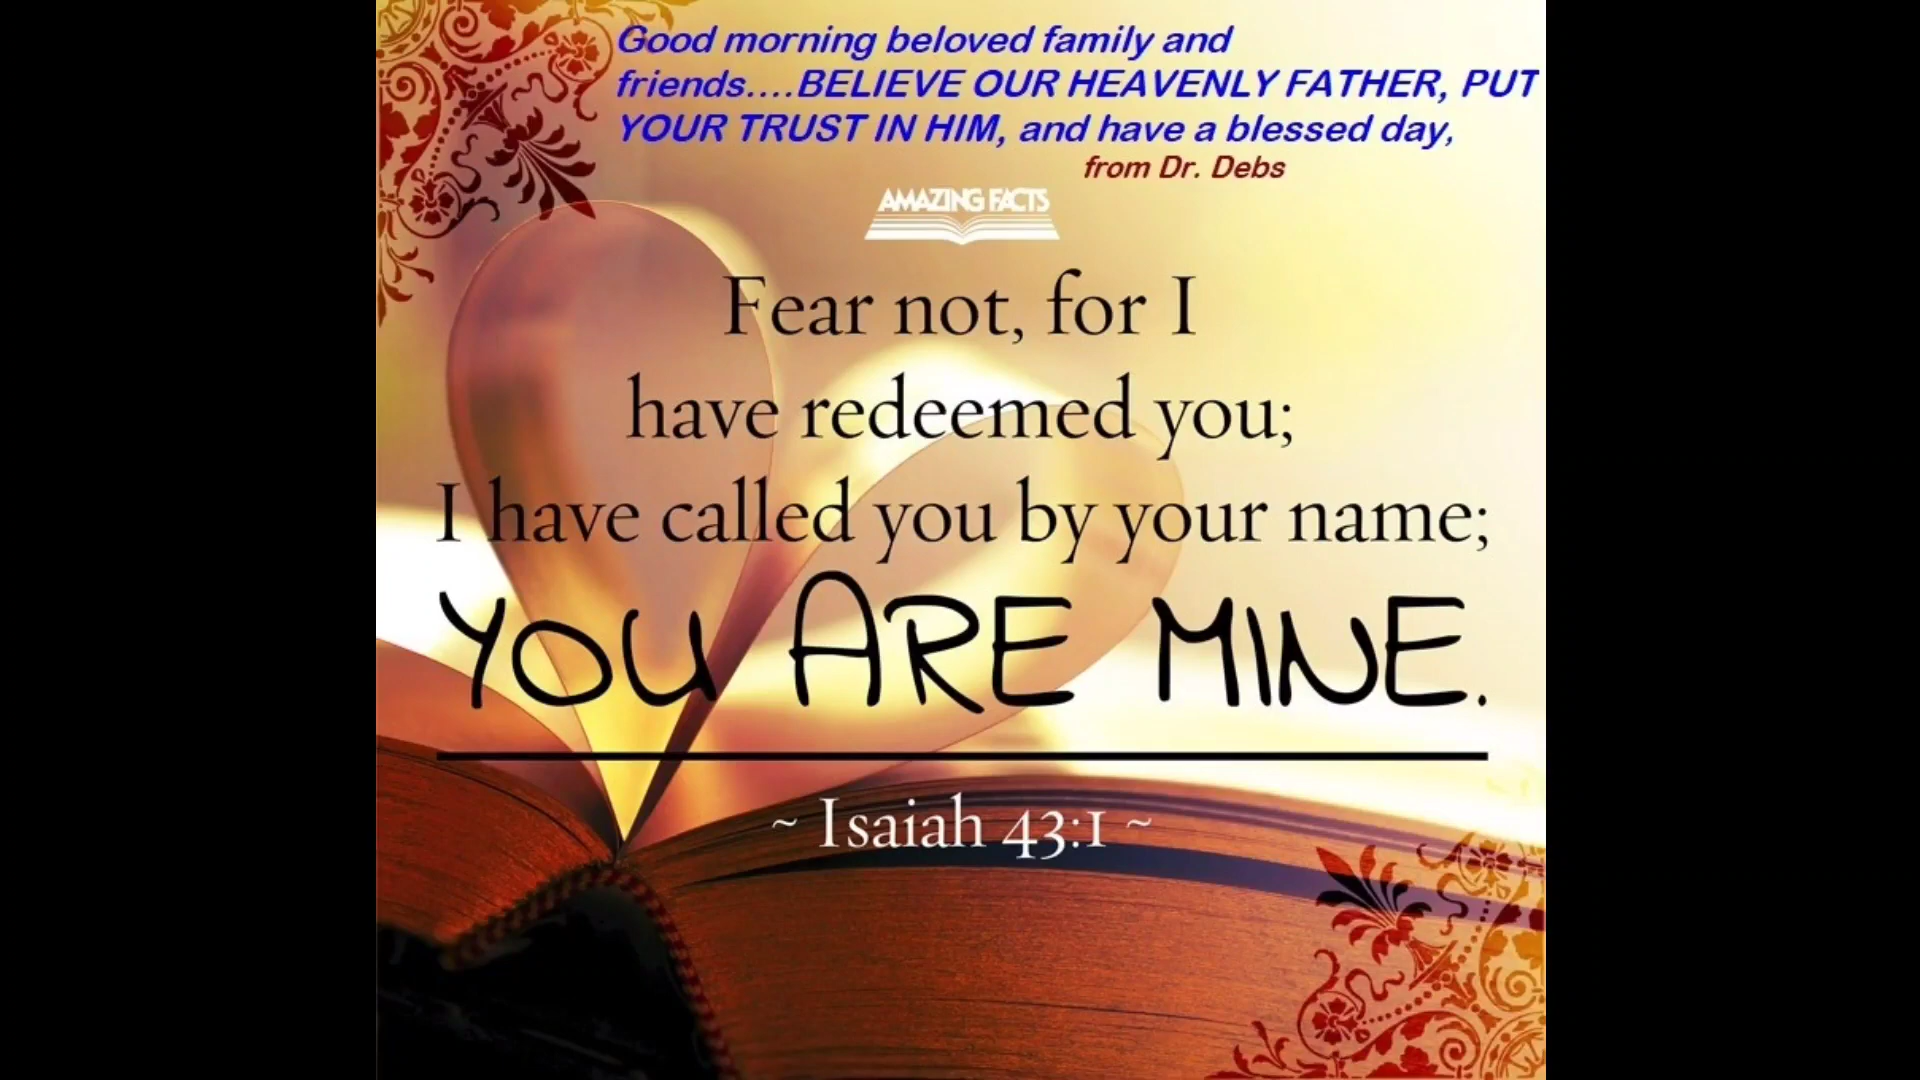 Good morning beloved family and
friends....BELIEVE OUR HEAVENLY FATHER, PUT
YOUR TRUST IN HIM, and have a blessed day,
from Dr. Debs
AMAZING FACTS
Fear not, for I
have redeemed you;
I have called you by your name;
YOU ARE MINE.
~ Isaiah 43:1 ~